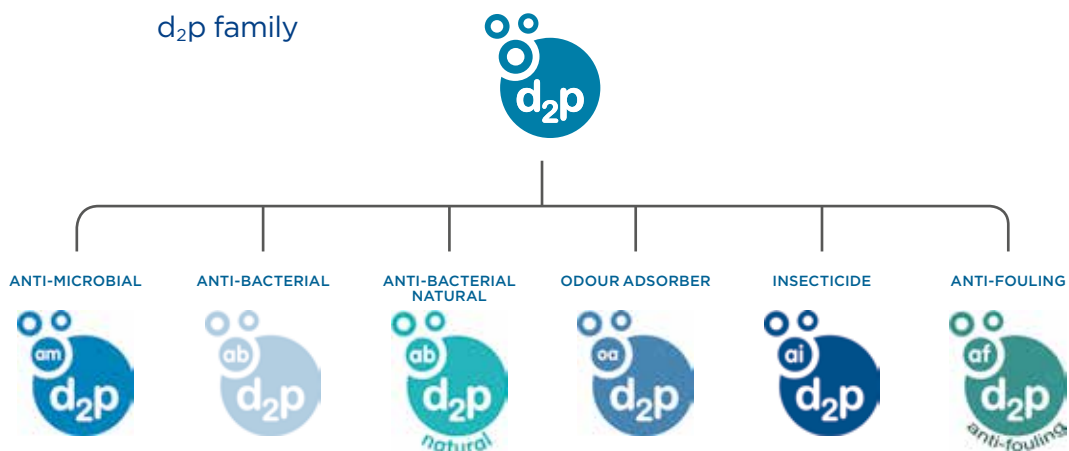 d₂p family
d₂p
ANTI-MICROBIAL
ANTI-BACTERIAL
ANTI-BACTERIAL
NATURAL
ODOUR ADSORBER
INSECTICIDE
ANTI-FOULING
am
d₂p
ab
d₂p
ab
d₂p
natural
oa
d₂p
ai
d₂p
af
d₂p
anti-fouling